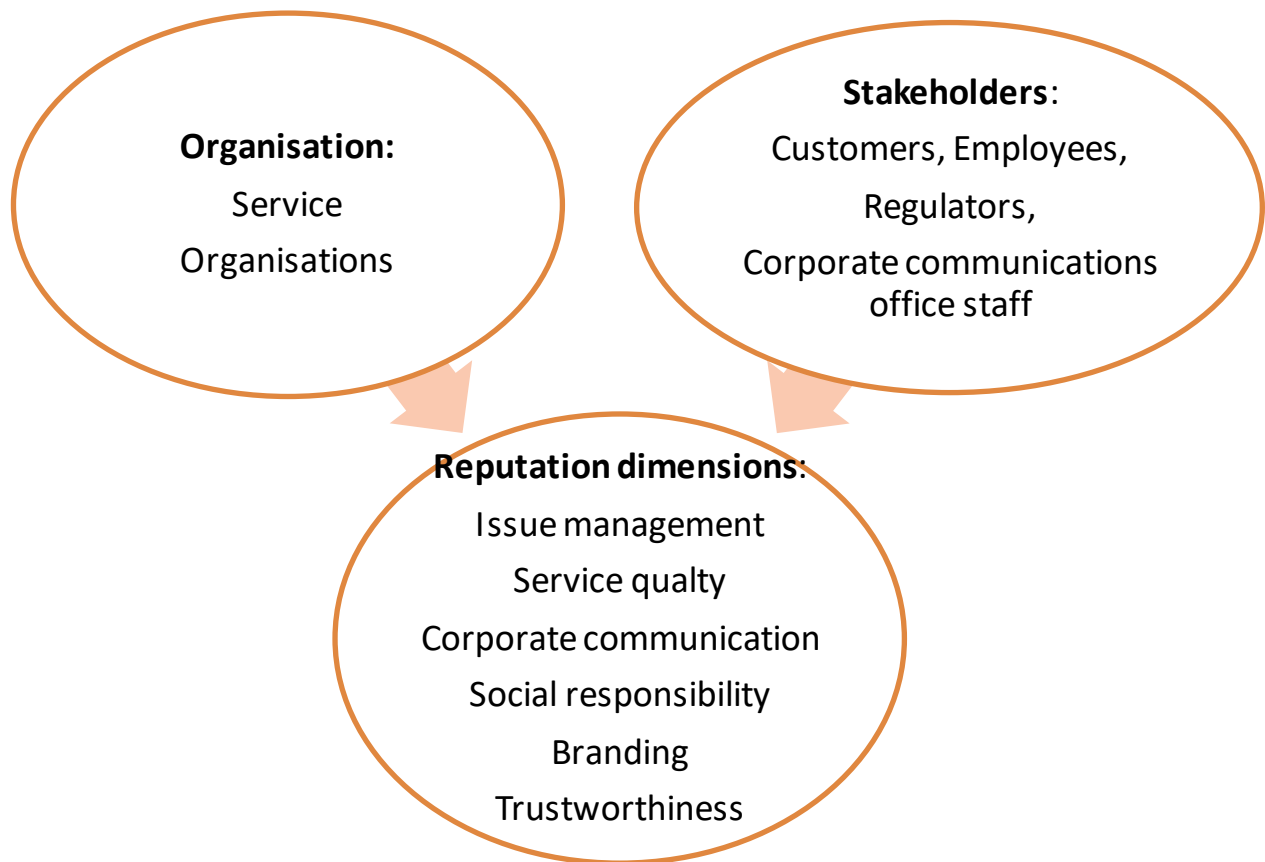 Organisation:
Service
Organisations
Stakeholders:
Customers, Employees,
Regulators,
Corporate communications
office staff
Reputation dimensions:
Issue management
Service qualty
Corporate communication
Social responsibility
Branding
Trustworthiness